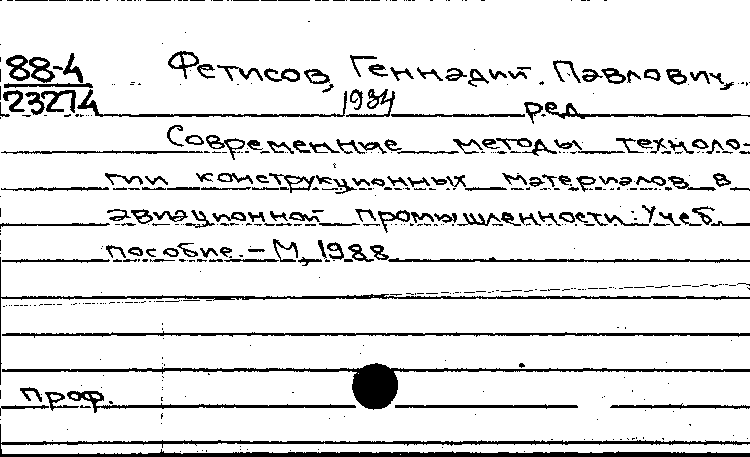 88-4
23274
Фетисов, Геннадий Павлович,
1934
ред
Современные методы техноло-
гии конструкционных материалов в
авиационной промышленности: Учеб.
пособие. - М, 1988
проф.